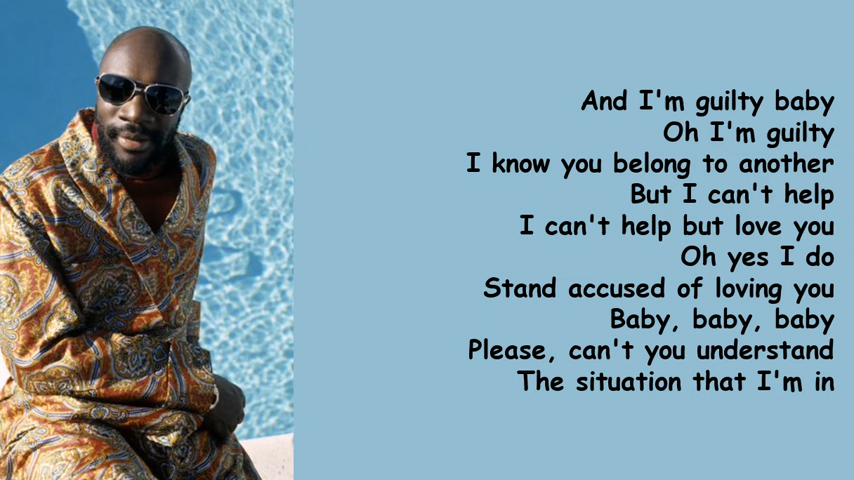 And I'm guilty baby
Oh I'm guilty
I know you belong to another
But I can't help
I can't help but love you
Oh yes I do
Stand accused of loving you
Baby, baby, baby
Please, can't you understand
The situation that I'm in